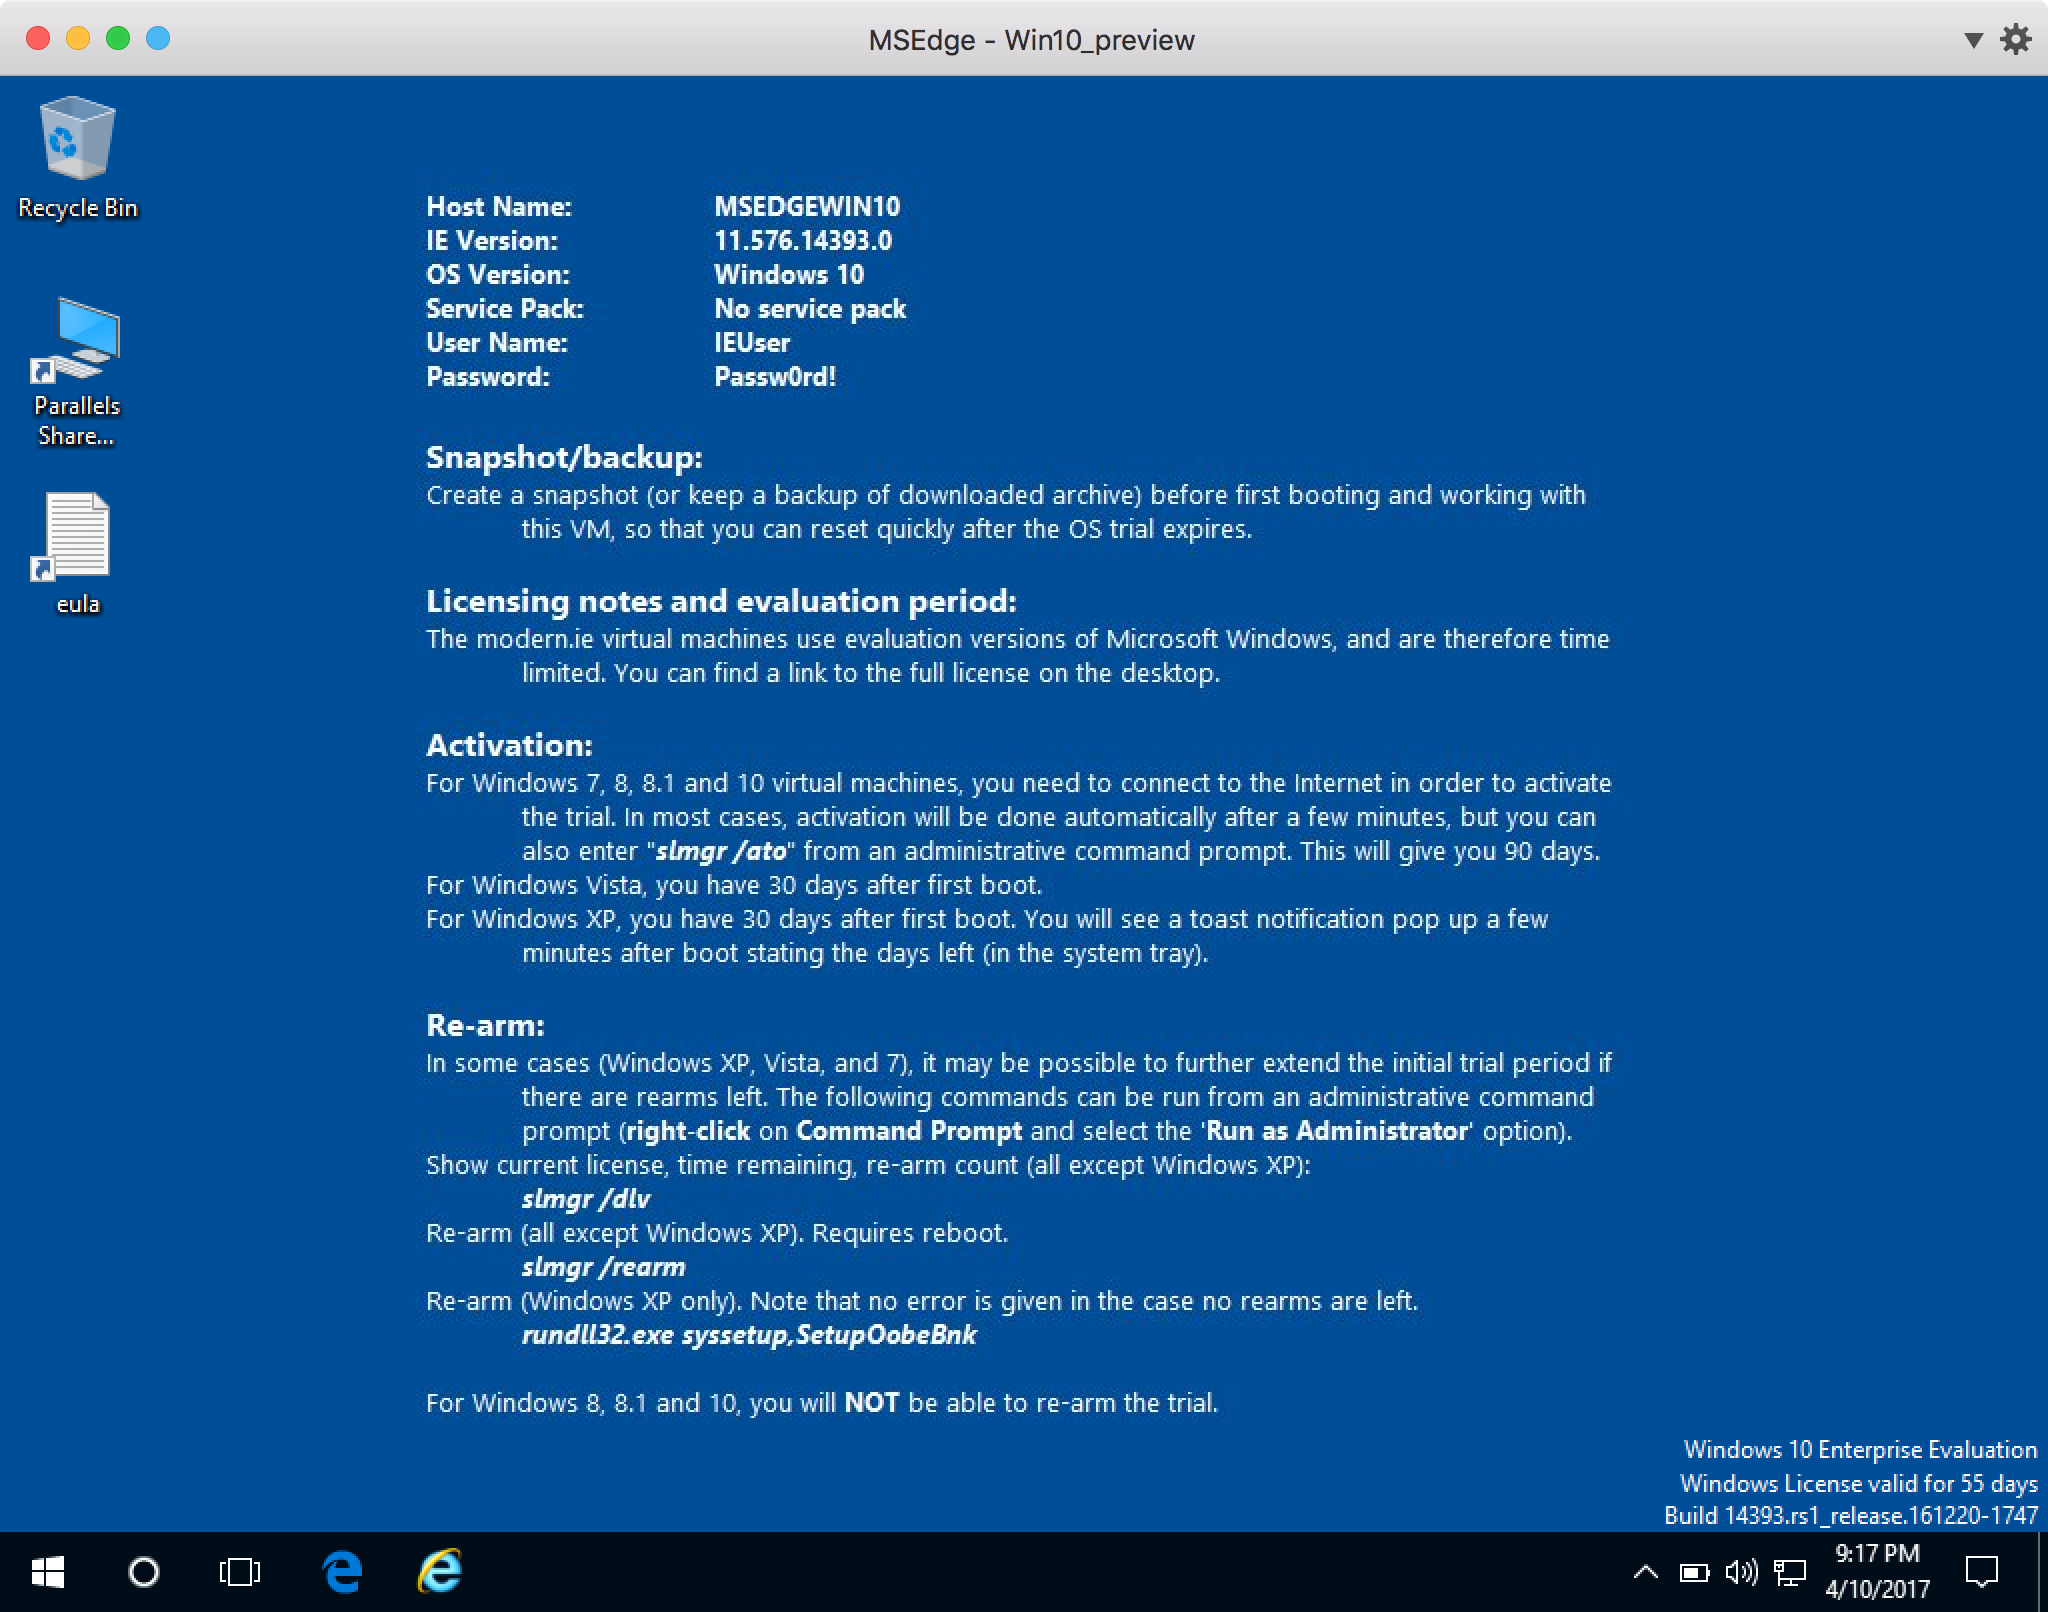 MSEdge - Win10_preview
Recycle Bin
Parallels
Share...
eula
Host Name: MSEDGEWIN10
IE Version: 11.576.14393.0
OS Version: Windows 10
Service Pack: No service pack
User Name: IEUser
Password: Passw0rd!
Snapshot/backup:
Create a snapshot (or keep a backup of downloaded archive) before first booting and working with
this VM, so that you can reset quickly after the OS trial expires.
Licensing notes and evaluation period:
The modern.ie virtual machines use evaluation versions of Microsoft Windows, and are therefore time
limited. You can find a link to the full license on the desktop.
Activation:
For Windows 7, 8, 8.1 and 10 virtual machines, you need to connect to the Internet in order to activate
the trial. In most cases, activation will be done automatically after a few minutes, but you can
also enter "slmgr /ato" from an administrative command prompt. This will give you 90 days.
For Windows Vista, you have 30 days after first boot.
For Windows XP, you have 30 days after first boot. You will see a toast notification pop up a few
minutes after boot stating the days left (in the system tray).
Re-arm:
In some cases (Windows XP, Vista, and 7), it may be possible to further extend the initial trial period if
there are rearms left. The following commands can be run from an administrative command
prompt (right-click on Command Prompt and select the 'Run as Administrator' option).
Show current license, time remaining, re-arm count (all except Windows XP):
slmgr /dlv
Re-arm (all except Windows XP). Requires reboot.
slmgr /rearm
Re-arm (Windows XP only). Note that no error is given in the case no rearms are left.
rundll32.exe syssetup,SetupOobeBnk
For Windows 8, 8.1 and 10, you will NOT be able to re-arm the trial.
Windows 10 Enterprise Evaluation
Windows License valid for 55 days
Build 14393.rs1_release.161220-1747
9:17 PM
4/10/2017